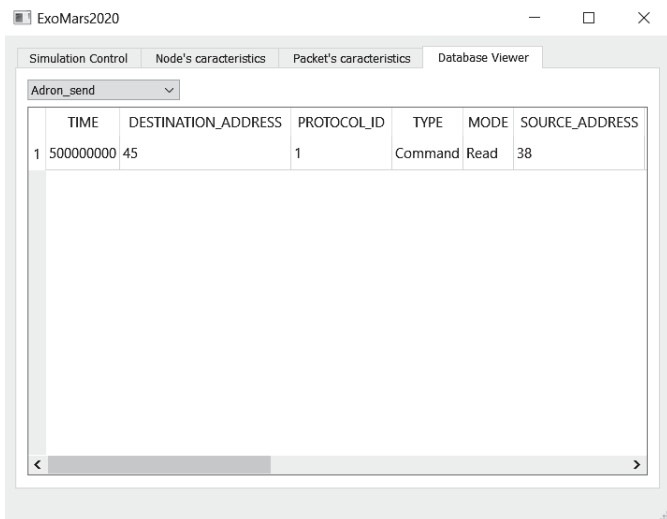 ExoMars2020
Simulation Control Node's caracteristics Packet's caracteristics Database Viewer
Adron_send
TIME DESTINATION_ADDRESS PROTOCOL_ID TYPE MODE SOURCE_ADDRESS
1 500000000 45 1 Command Read 38